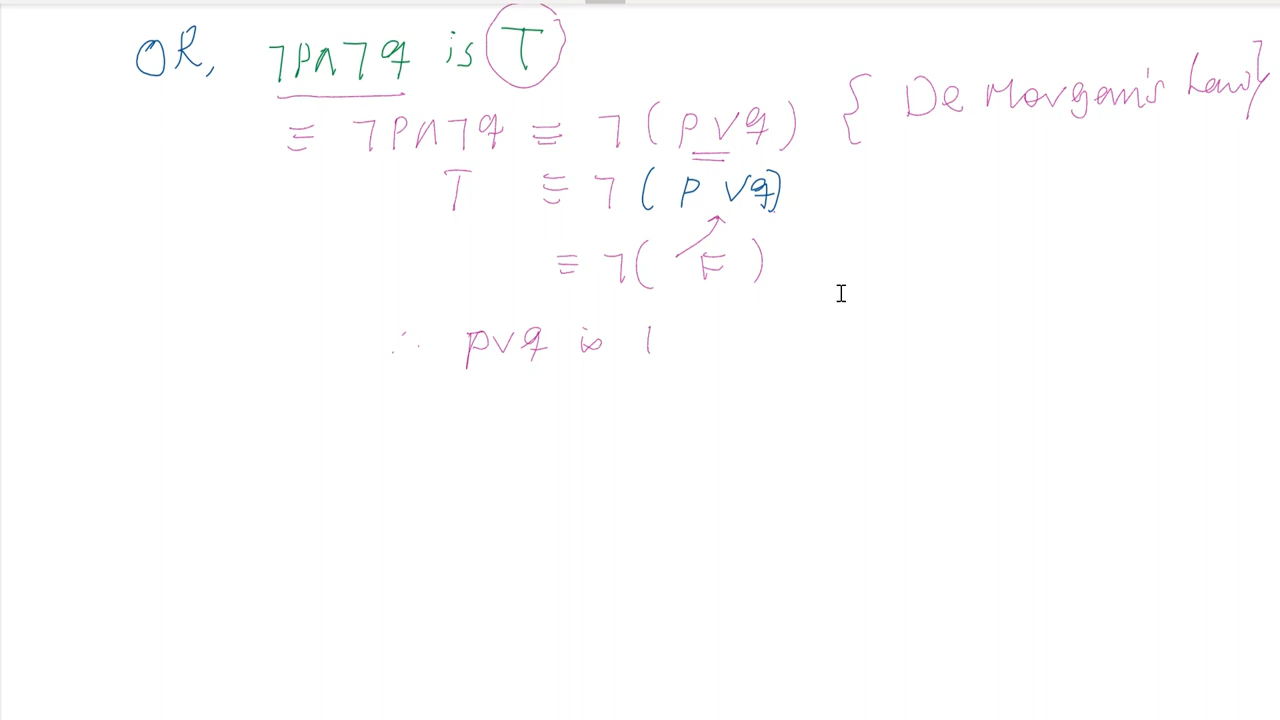 OR, ¬P∧¬q is T
≡ ¬P∧¬q ≡ ¬(p∨q) { De Morgan's Law}
T ≡ ¬(p∨q)
≡ ¬( F )
∴ p∨q is